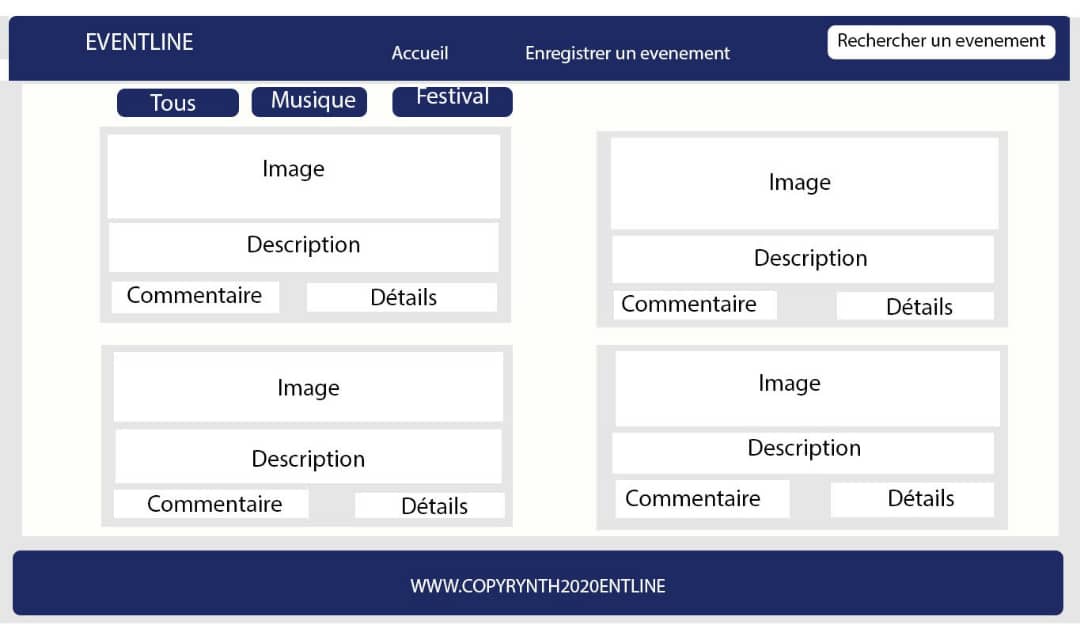 EVENTLINE
Accueil
Enregistrer un evenement
Rechercher un evenement
Tous
Musique
Festival
Image
Description
Commentaire
Détails
Image
Description
Commentaire
Détails
Image
Description
Commentaire
Détails
Image
Description
Commentaire
Détails
WWW.COPYRYNTH2020ENTLINE